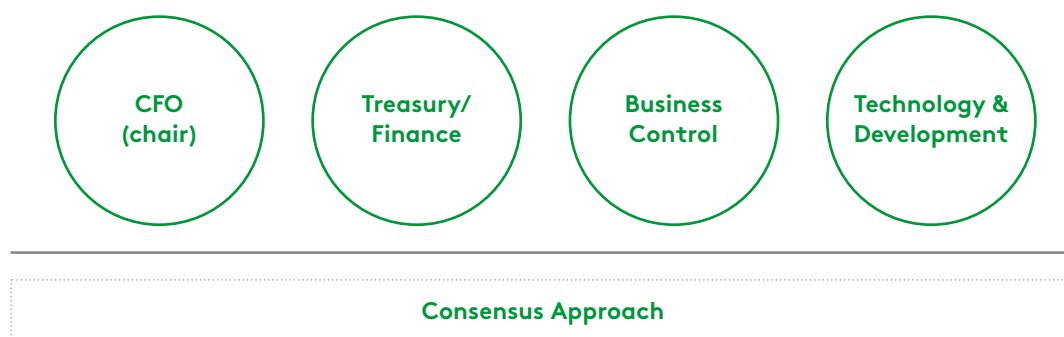 CFO
(chair)
Treasury/
Finance
Business
Control
Technology &
Development
Consensus Approach